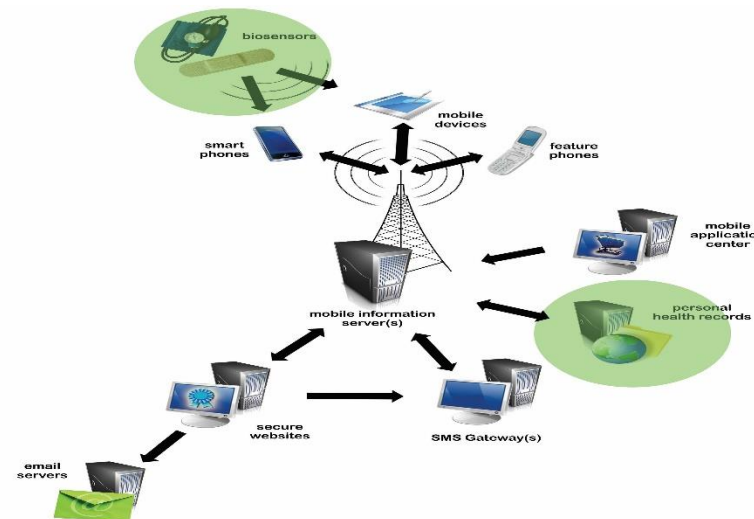 biosensors
mobile
devices
smart
phones
feature
phones
mobile
applicatio
center
mobile information
server(s)
personal
health records
secure
websites
SMS Gateway(s)
email
servers